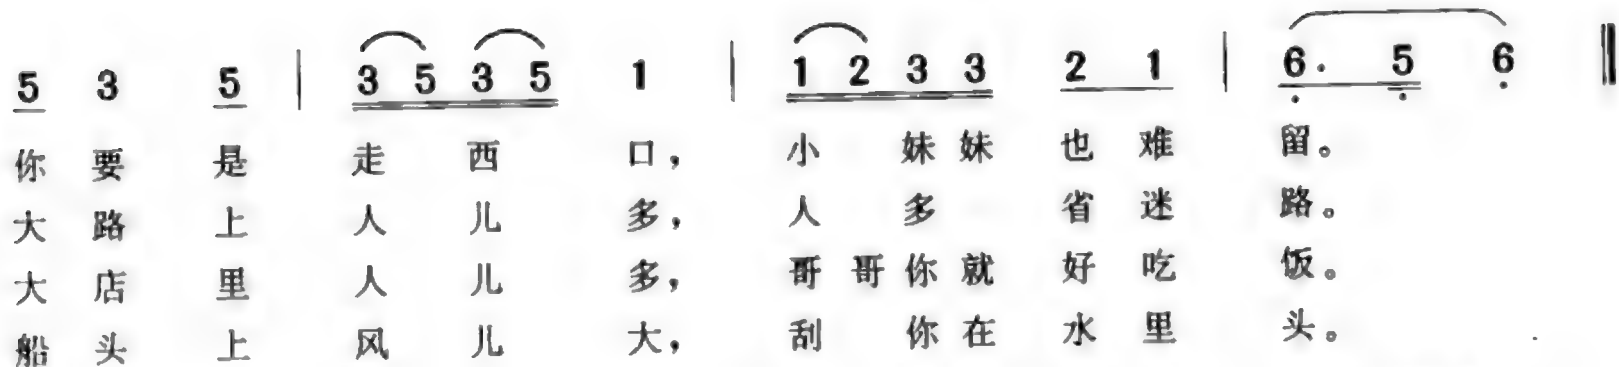 5 3 5 | 3 5 3 5 1 | 1 2 3 3 2 1 | 6. 5 6 ‖
你要是走西口，小妹妹也难留。
大路上人儿多，人多省迷路。
大店里人儿多，哥哥你就好吃饭。
船头上风儿大，刮你在水里头。